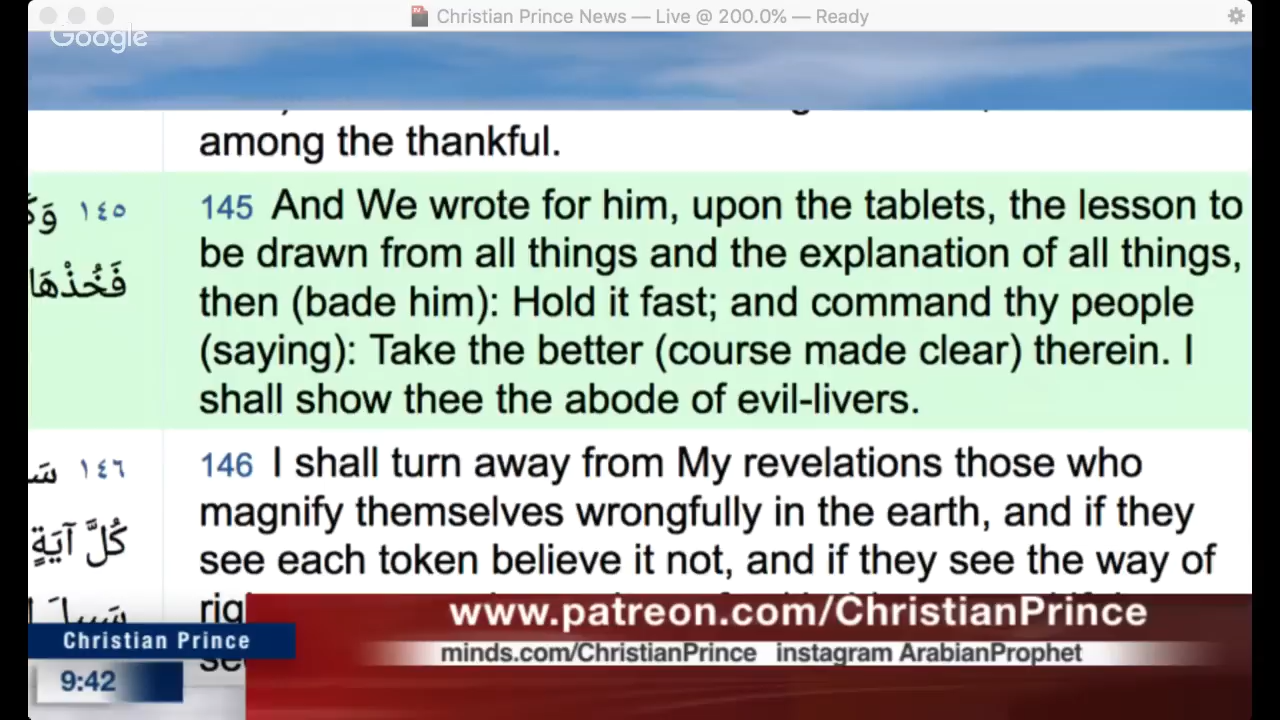 Christian Prince News — Live @ 200.0% — Ready
Google
among the thankful.
١٤٥
145 And We wrote for him, upon the tablets, the lesson to
be drawn from all things and the explanation of all things,
فَخُذْهَا
then (bade him): Hold it fast; and command thy people
(saying): Take the better (course made clear) therein. I
shall show thee the abode of evil-livers.
١٤٦
146 I shall turn away from My revelations those who
magnify themselves wrongfully in the earth, and if they
كُلَّ آيَةٍ
see each token believe it not, and if they see the way of
www.patreon.com/ChristianPrince
Christian Prince
minds.com/ChristianPrince instagram ArabianProphet
9:42